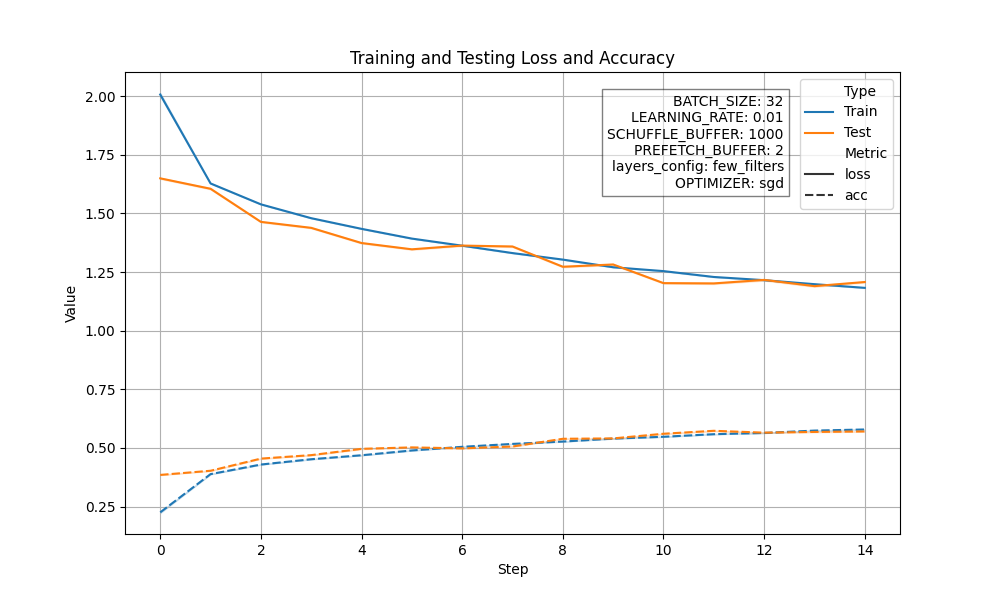 Training and Testing Loss and Accuracy
2.00
1.75
1.50
1.25
1.00
0.75
0.50
0.25
Value
0
2
4
6
8
10
12
14
Step
BATCH_SIZE: 32
LEARNING_RATE: 0.01
SCHUFFLE_BUFFER: 1000
PREFETCH_BUFFER: 2
layers_config: few_filters
OPTIMIZER: sgd
Type
Train
Test
Metric
loss
acc